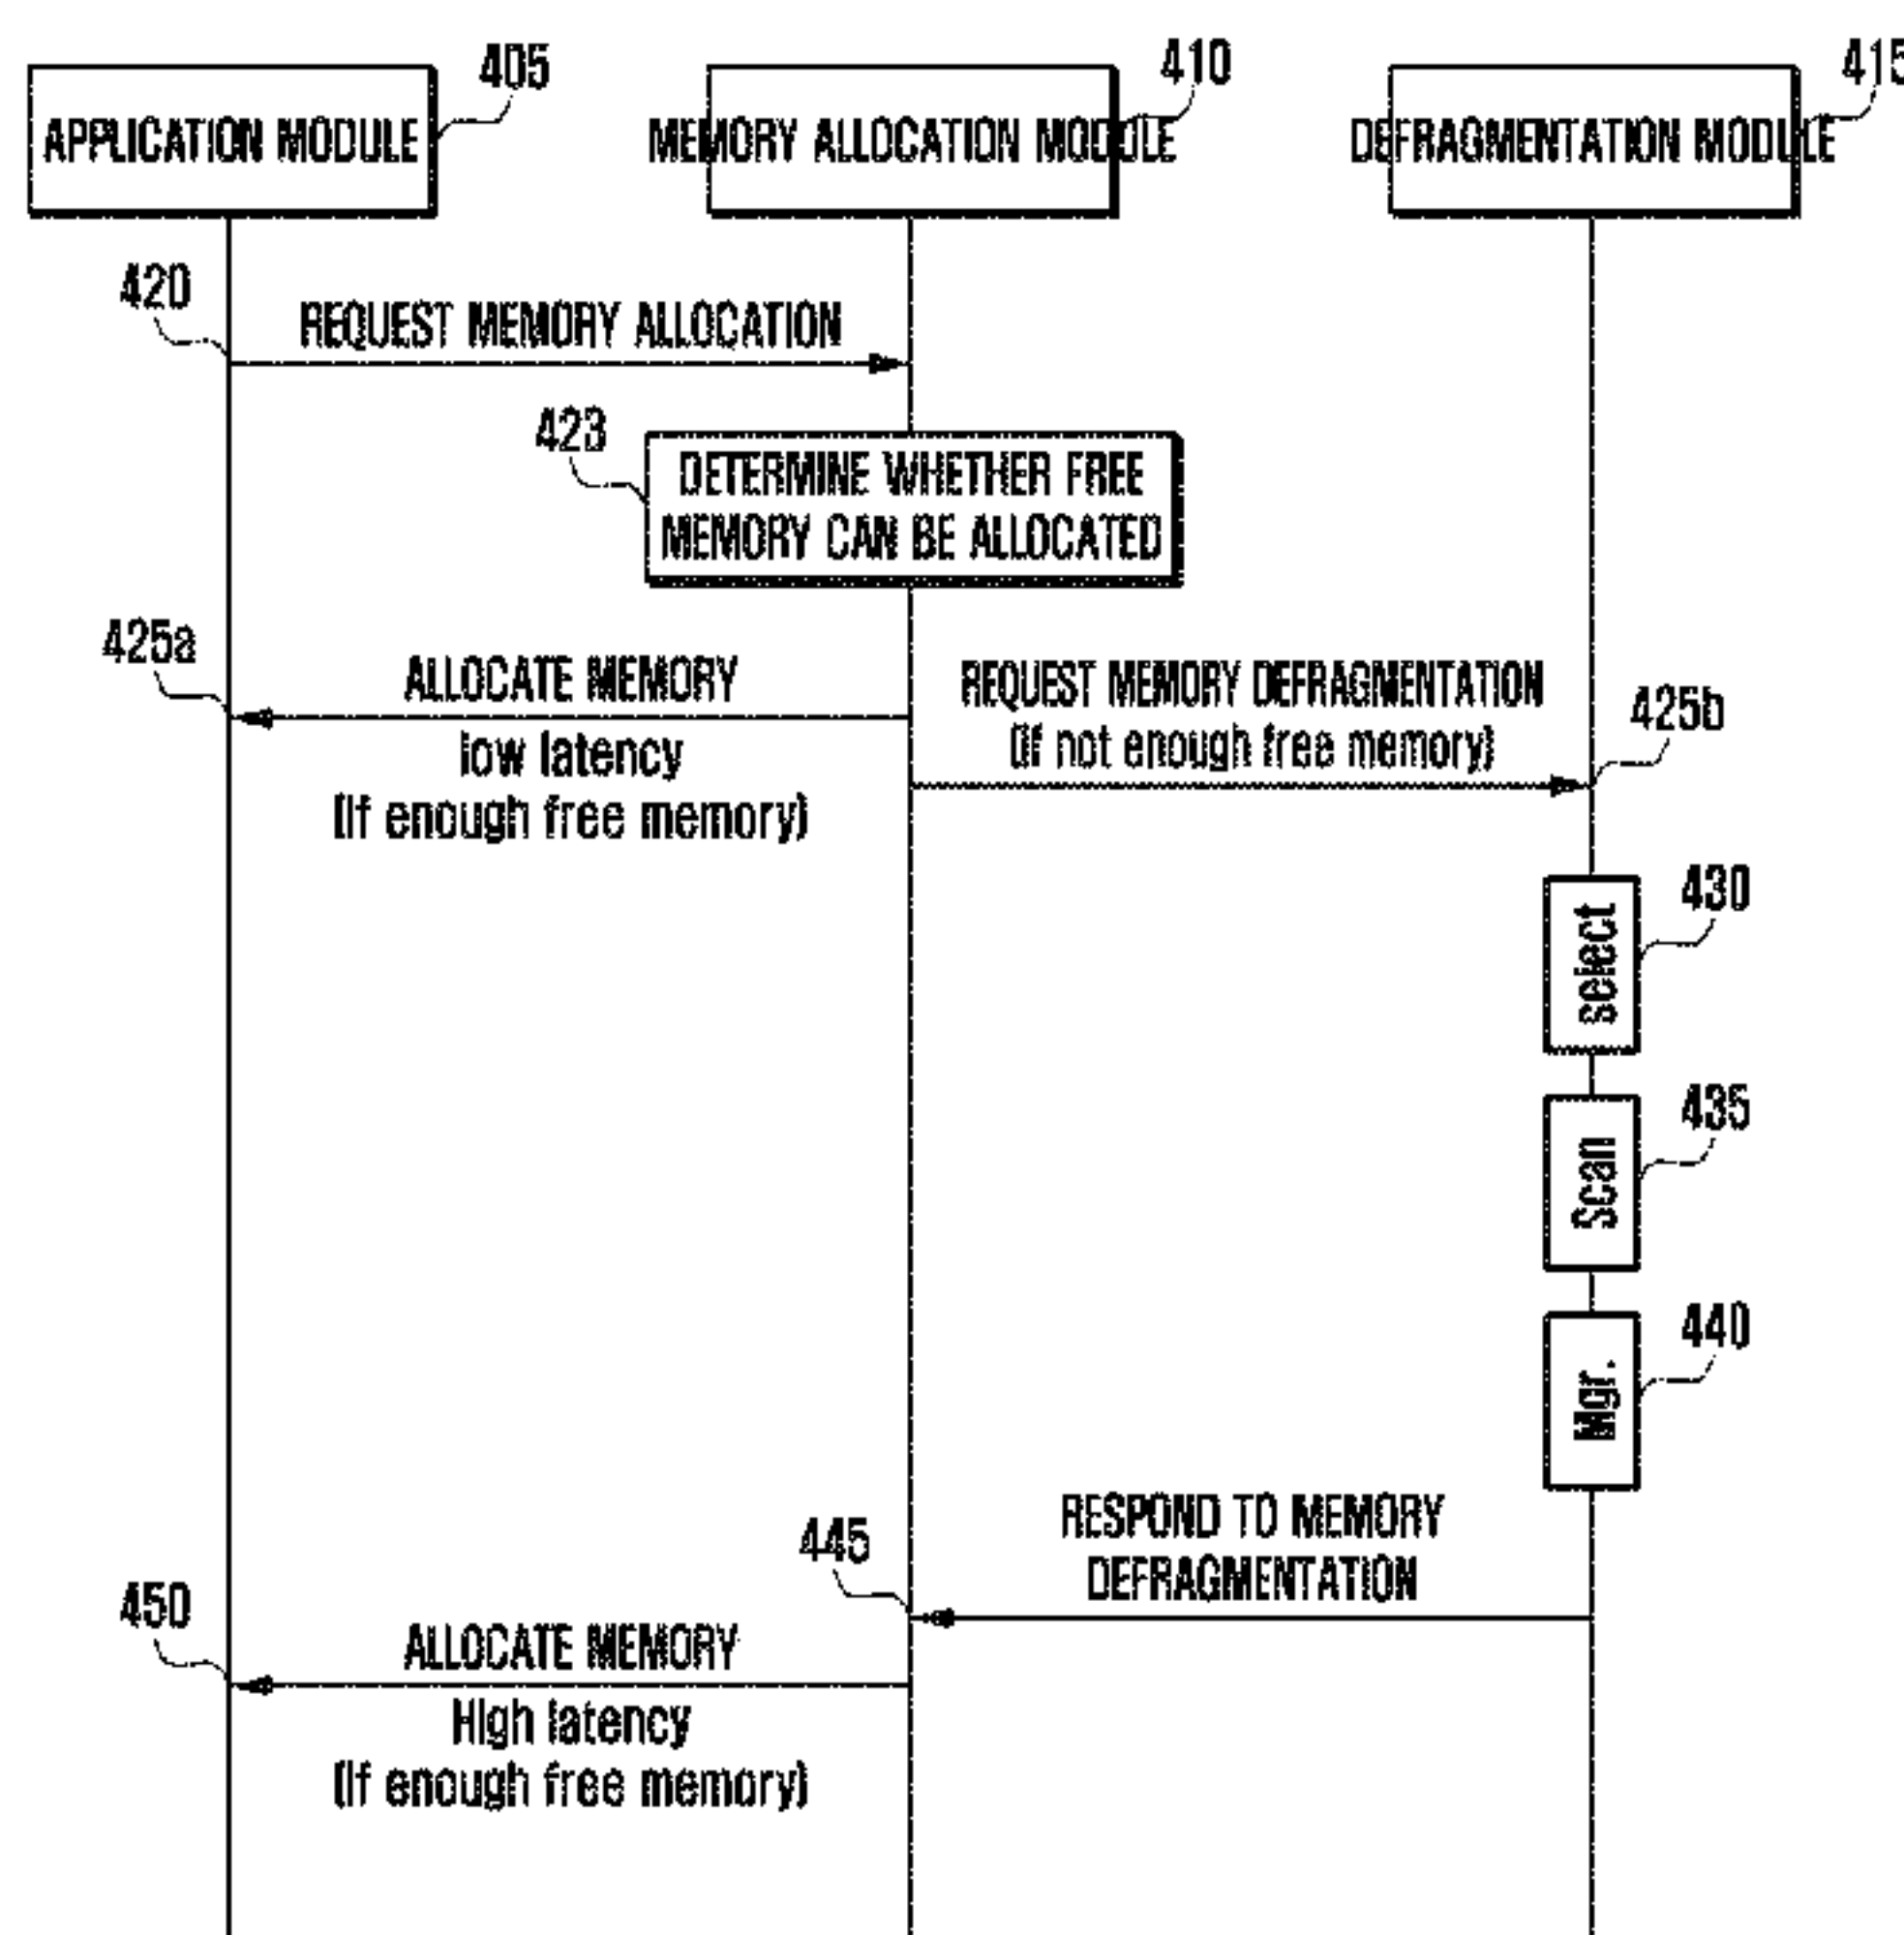 405
410
415
APPLICATION MODULE
MEMORY ALLOCATION MODULE
DEFRAGMENTATION MODULE
420
REQUEST MEMORY ALLOCATION
423
DETERMINE WHETHER FREE
MEMORY CAN BE ALLOCATED
425a
ALLOCATE MEMORY
low latency
(If enough free memory)
REQUEST MEMORY DEFRAGMENTATION
(If not enough free memory)
425b
430
select
435
Scan
440
Mgr.
RESPOND TO MEMORY
DEFRAGMENTATION
445
450
ALLOCATE MEMORY
High latency
(If enough free memory)